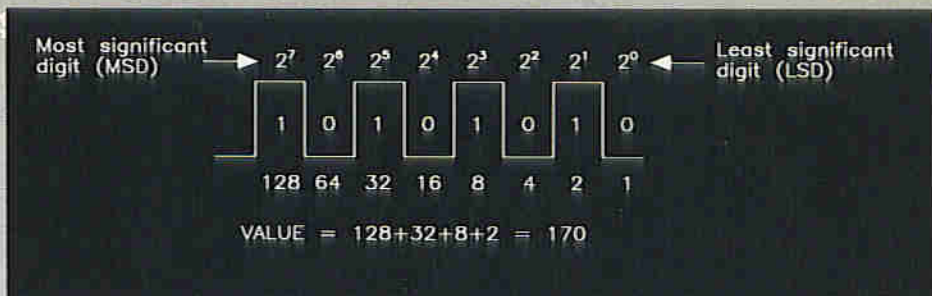 Most significant
digit (MSD)
2⁷ 2⁶ 2⁵ 2⁴ 2³ 2² 2¹ 2⁰
Least significant
digit (LSD)
1 0 1 0 1 0 1 0
128 64 32 16 8 4 2 1
VALUE = 128+32+8+2 = 170